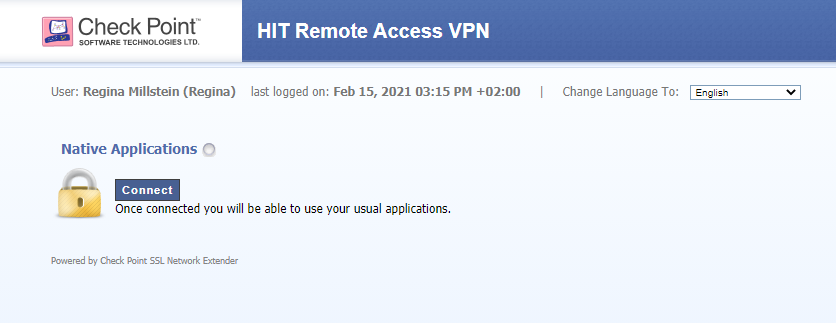 Check Point™
SOFTWARE TECHNOLOGIES LTD.
HIT Remote Access VPN
User: Regina Millstein (Regina) last logged on: Feb 15, 2021 03:15 PM +02:00 | Change Language To: English
Native Applications
Connect
Once connected you will be able to use your usual applications.
Powered by Check Point SSL Network Extender